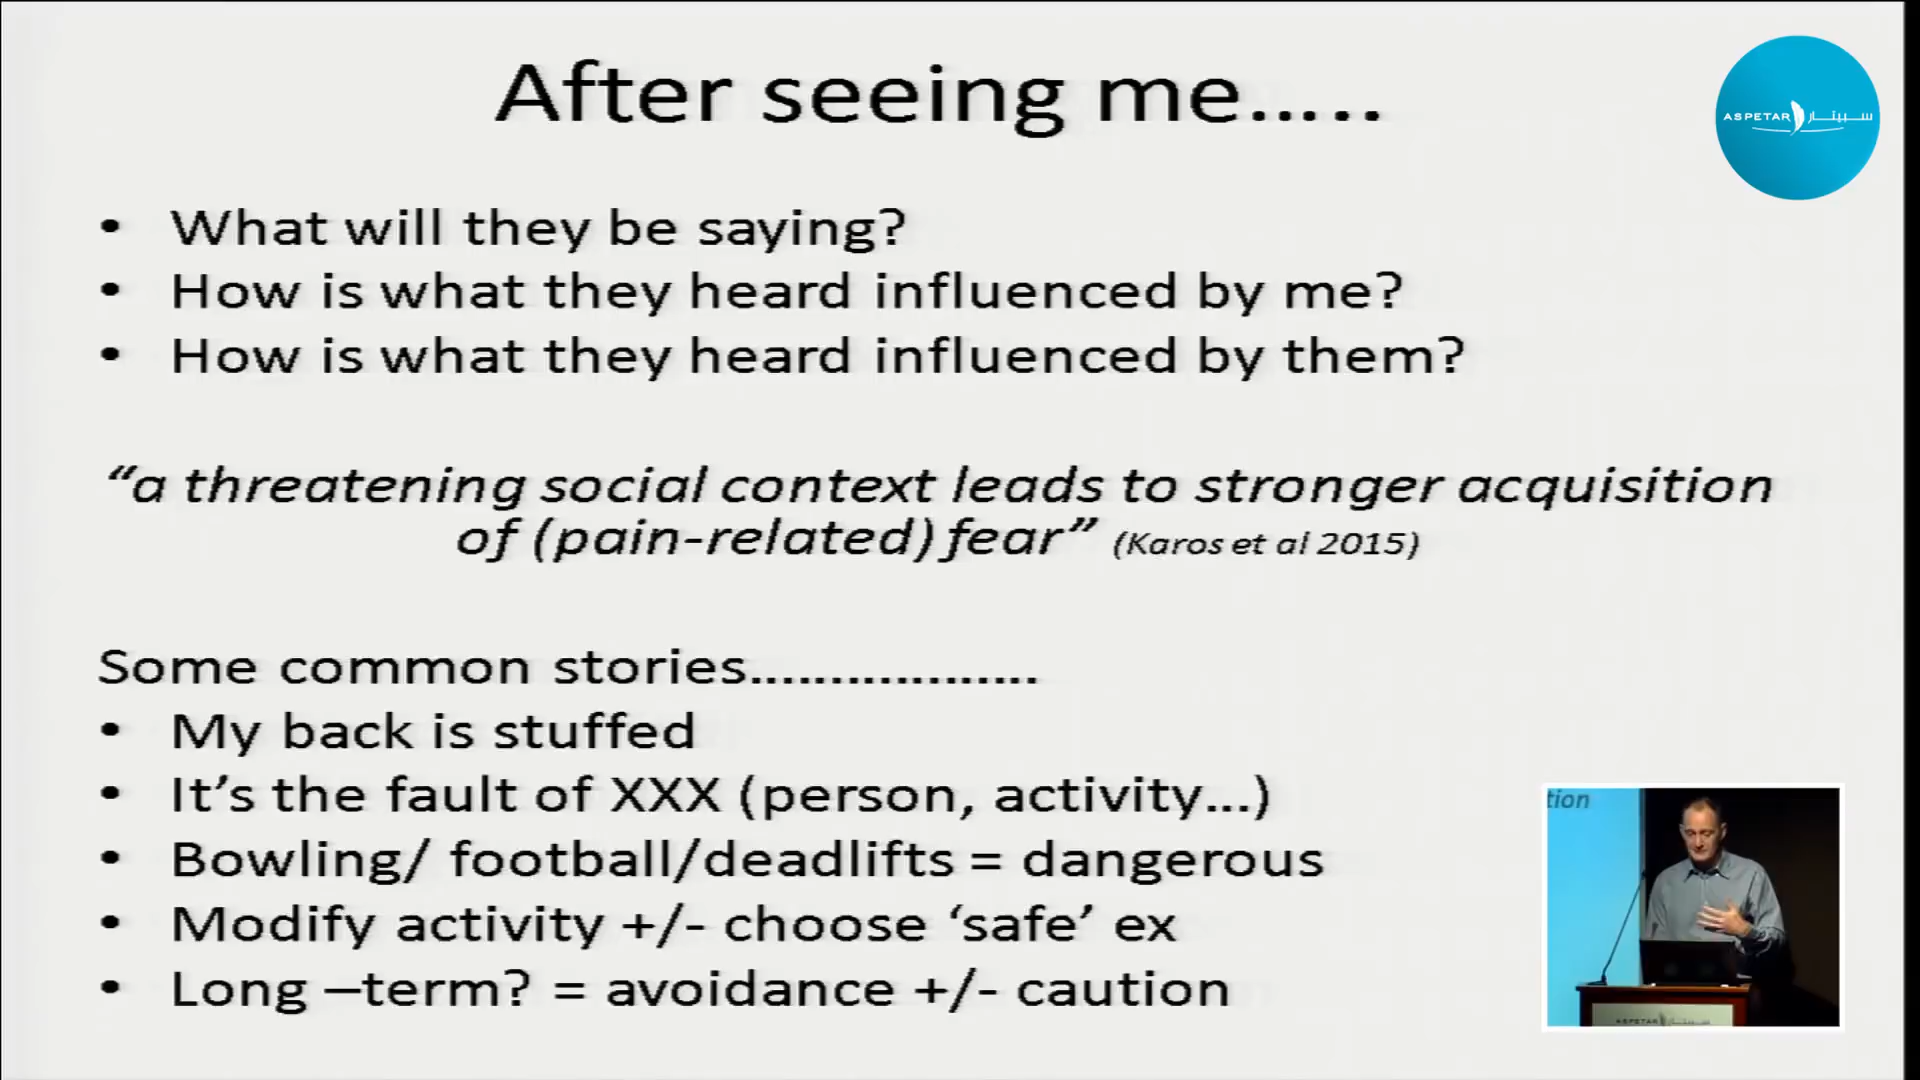 After seeing me.....
ASPETAR سبيتار
• What will they be saying?
• How is what they heard influenced by me?
• How is what they heard influenced by them?
“a threatening social context leads to stronger acquisition
of (pain-related) fear” (Karos et al 2015)
Some common stories..................
• My back is stuffed
• It’s the fault of XXX (person, activity...)
• Bowling/ football/deadlifts = dangerous
• Modify activity +/- choose ‘safe’ ex
• Long –term? = avoidance +/- caution
tion
ASPETAR سبيتار